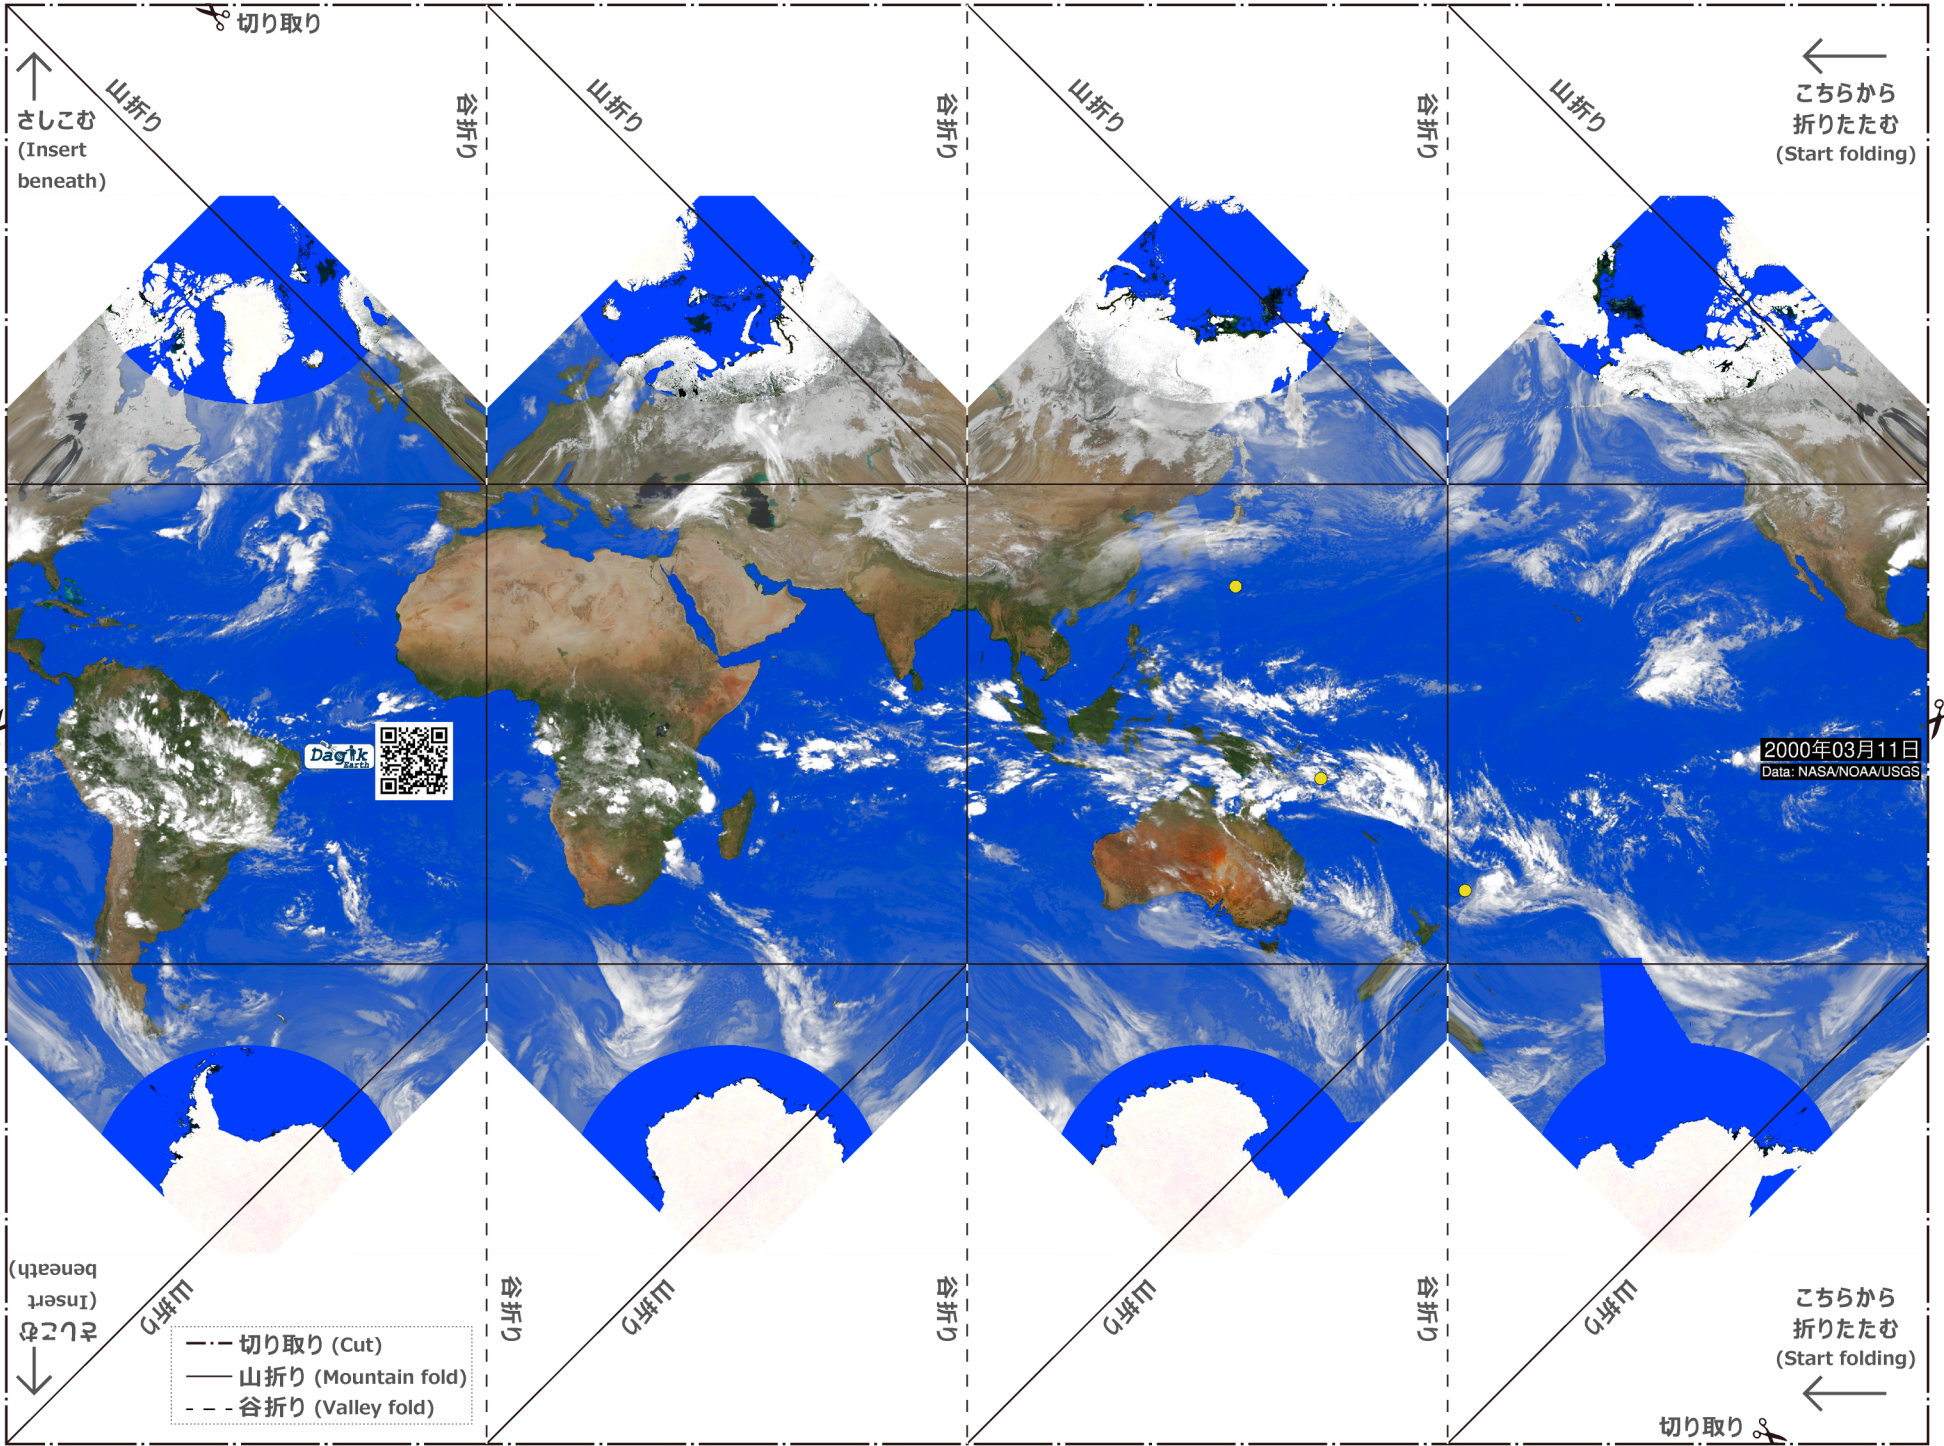 切り取り
さしこむ
(Insert
beneath)
山折り
谷折り
山折り
谷折り
山折り
谷折り
山折り
こちらから
折りたたむ
(Start folding)
Dagik
Earth
2000年03月11日
Data: NASA/NOAA/USGS
さしこむ
(Insert
beneath)
山折り
谷折り
山折り
谷折り
山折り
谷折り
山折り
こちらから
折りたたむ
(Start folding)
切り取り (Cut)
山折り (Mountain fold)
谷折り (Valley fold)
切り取り